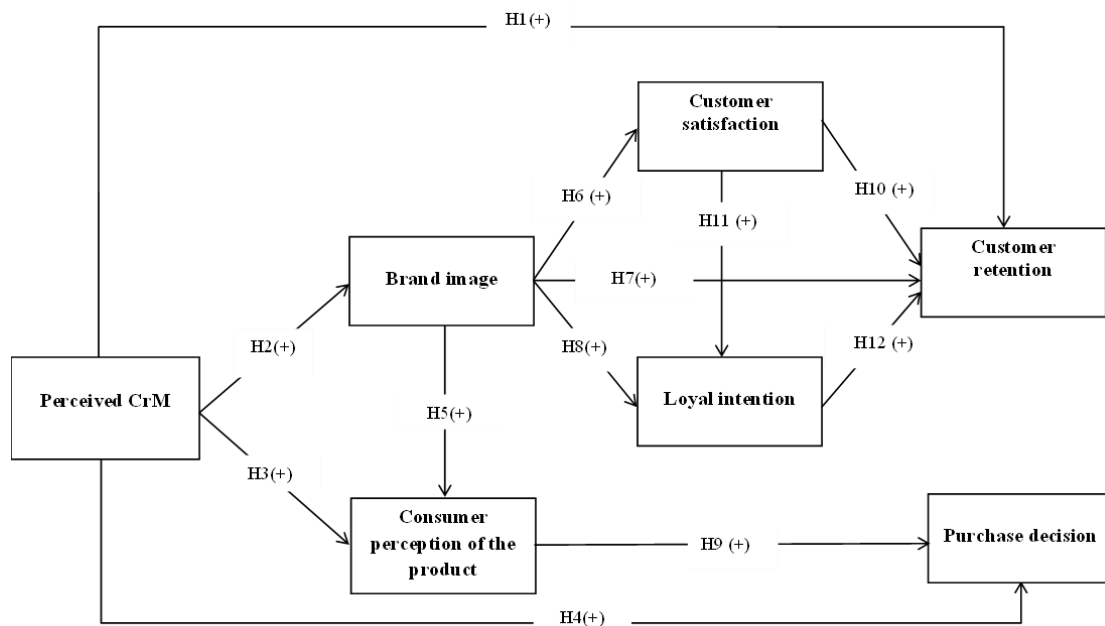 H1(+)
Customer
satisfaction
H6 (+)
H10 (+)
H11 (+)
Customer
retention
Brand image
H7(+)
H2(+)
H8(+)
H12 (+)
Perceived CrM
Loyal intention
H5(+)
H3(+)
Consumer
perception of the
product
H9 (+)
Purchase decision
H4(+)